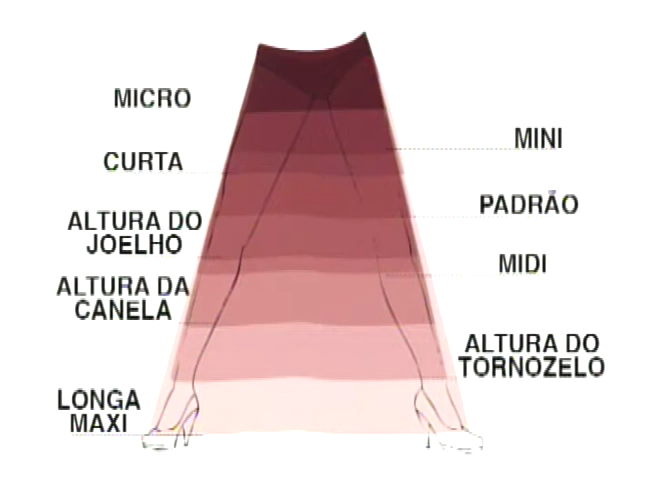 MICRO
MINI
CURTA
PADRÃO
ALTURA DO
JOELHO
MIDI
ALTURA DA
CANELA
ALTURA DO
TORNOZELO
LONGA
MAXI